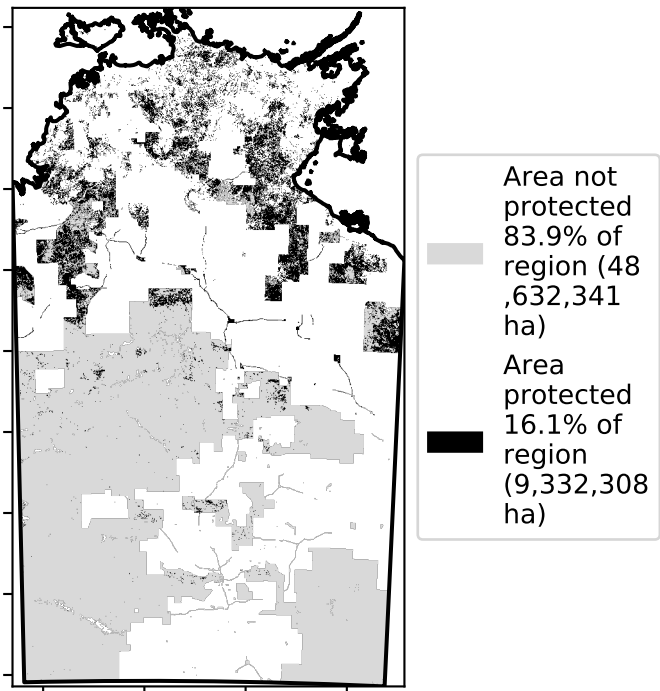 Area not
protected
83.9% of
region (48
,632,341
ha)
Area
protected
16.1% of
region
(9,332,308
ha)